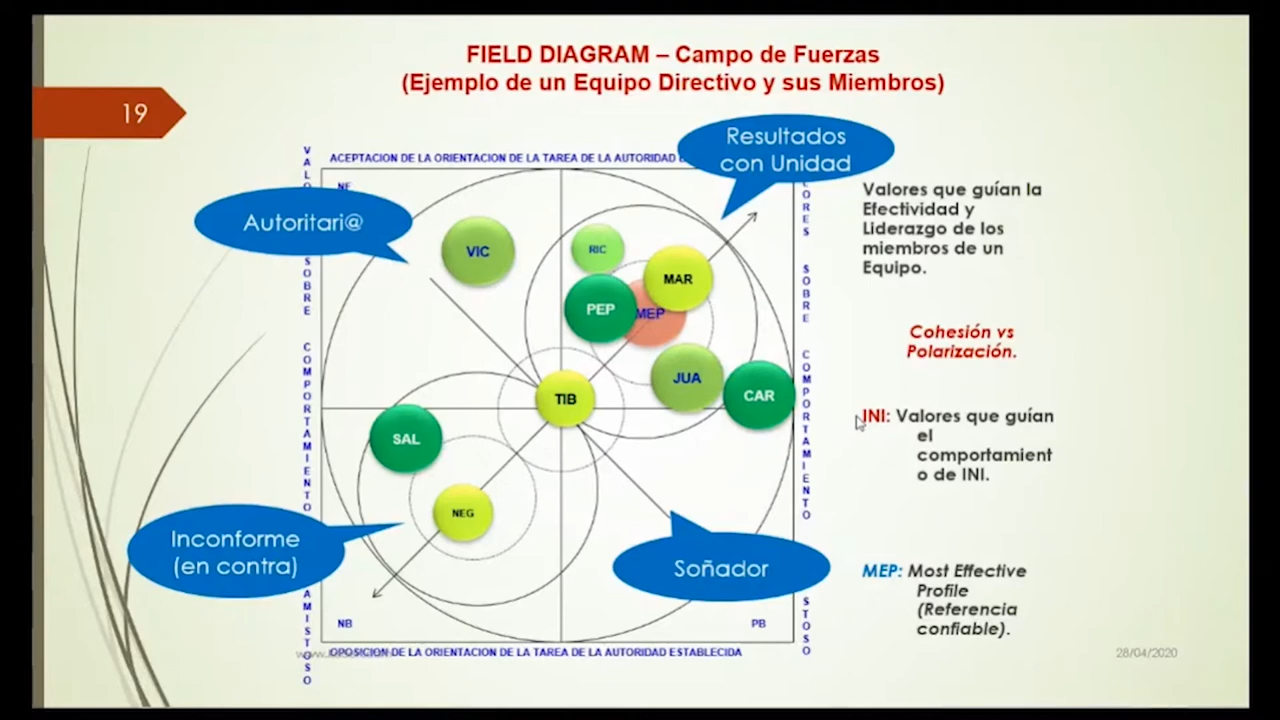 FIELD DIAGRAM – Campo de Fuerzas
(Ejemplo de un Equipo Directivo y sus Miembros)
19
ACEPTACION DE LA ORIENTACION DE LA TAREA DE LA AUTORIDAD
Resultados
con Unidad
Autoritari@
VIC
RIC
MAR
PEP
MEP
JUA
CAR
TIB
SAL
NEG
Inconforme
(en contra)
Soñador
NB
PB
OPOSICION DE LA ORIENTACION DE LA TAREA DE LA AUTORIDAD ESTABLECIDA
SOBRE COMPORTAMIENTO
SOBRE COMPORTAMIENTO
Valores que guían la
Efectividad y
Liderazgo de los
miembros de un
Equipo.
Cohesión vs
Polarización.
INI: Valores que guían
el
comportamient
o de INI.
MEP: Most Effective
Profile
(Referencia
confiable).
28/04/2020